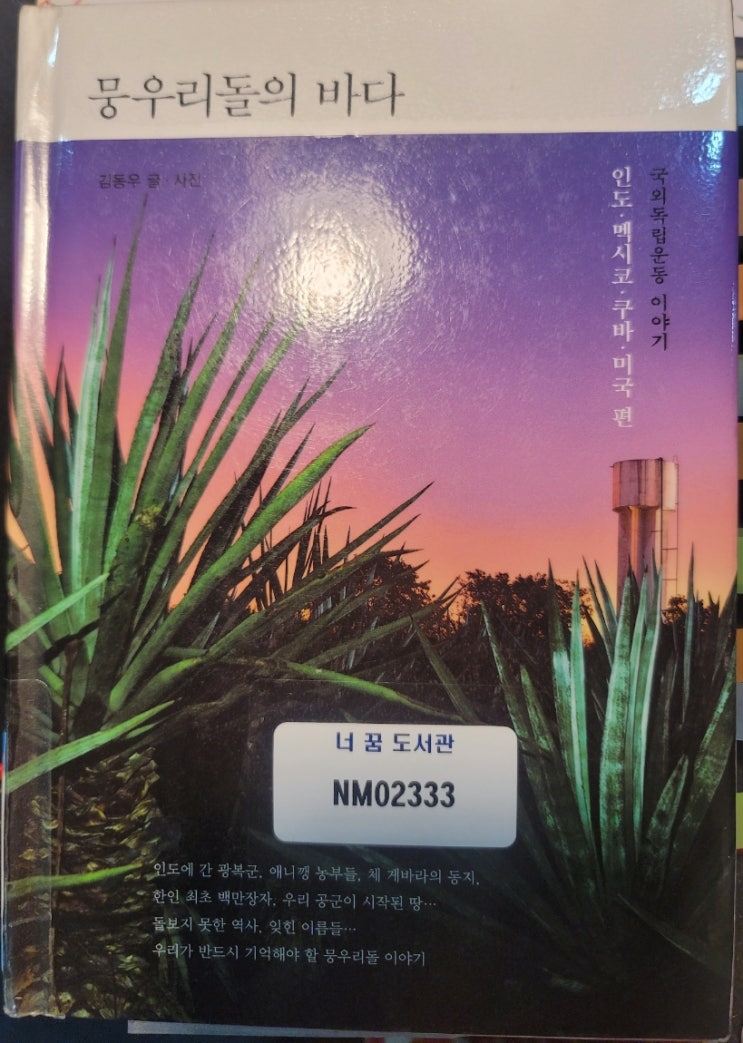 뭉우리돌의 바다
김동우 글·사진
국외독립운동 이야기
인도·멕시코·쿠바·미국 편
너 꿈 도서관
NM02333
인도에 간 광복군, 애니깽 농부들, 체 게바라의 동지,
한인 최초 백만장자, 우리 공군이 시작된 땅…
돌보지 못한 역사, 잊힌 이름들…
우리가 반드시 기억해야 할 뭉우리돌 이야기